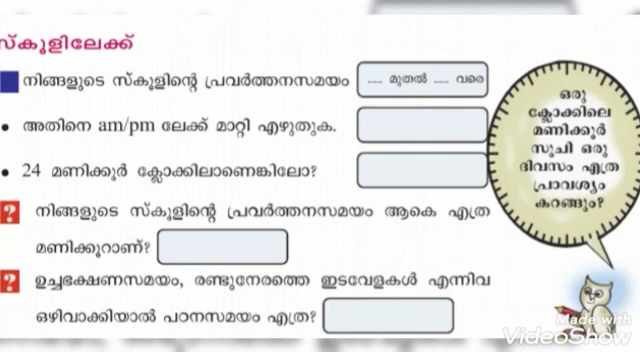 സ്കൂളിലേക്ക്
നിങ്ങളുടെ സ്കൂളിന്റെ പ്രവർത്തനസമയം ..... മുതൽ ..... വരെ
• അതിനെ am/pm ലേക്ക് മാറ്റി എഴുതുക.
• 24 മണിക്കൂർ ക്ലോക്കിലാണെങ്കിലോ?
? നിങ്ങളുടെ സ്കൂളിന്റെ പ്രവർത്തനസമയം ആകെ എത്ര
മണിക്കൂറാണ്?
? ഉച്ചഭക്ഷണസമയം, രണ്ടുനേരത്തെ ഇടവേളകൾ എന്നിവ
ഒഴിവാക്കിയാൽ പഠനസമയം എത്ര?
ഒരു
ക്ലോക്കിലെ
മണിക്കൂർ
സൂചി ഒരു
ദിവസം എത്ര
പ്രാവശ്യം
കറങ്ങും?
Made with
VideoShow